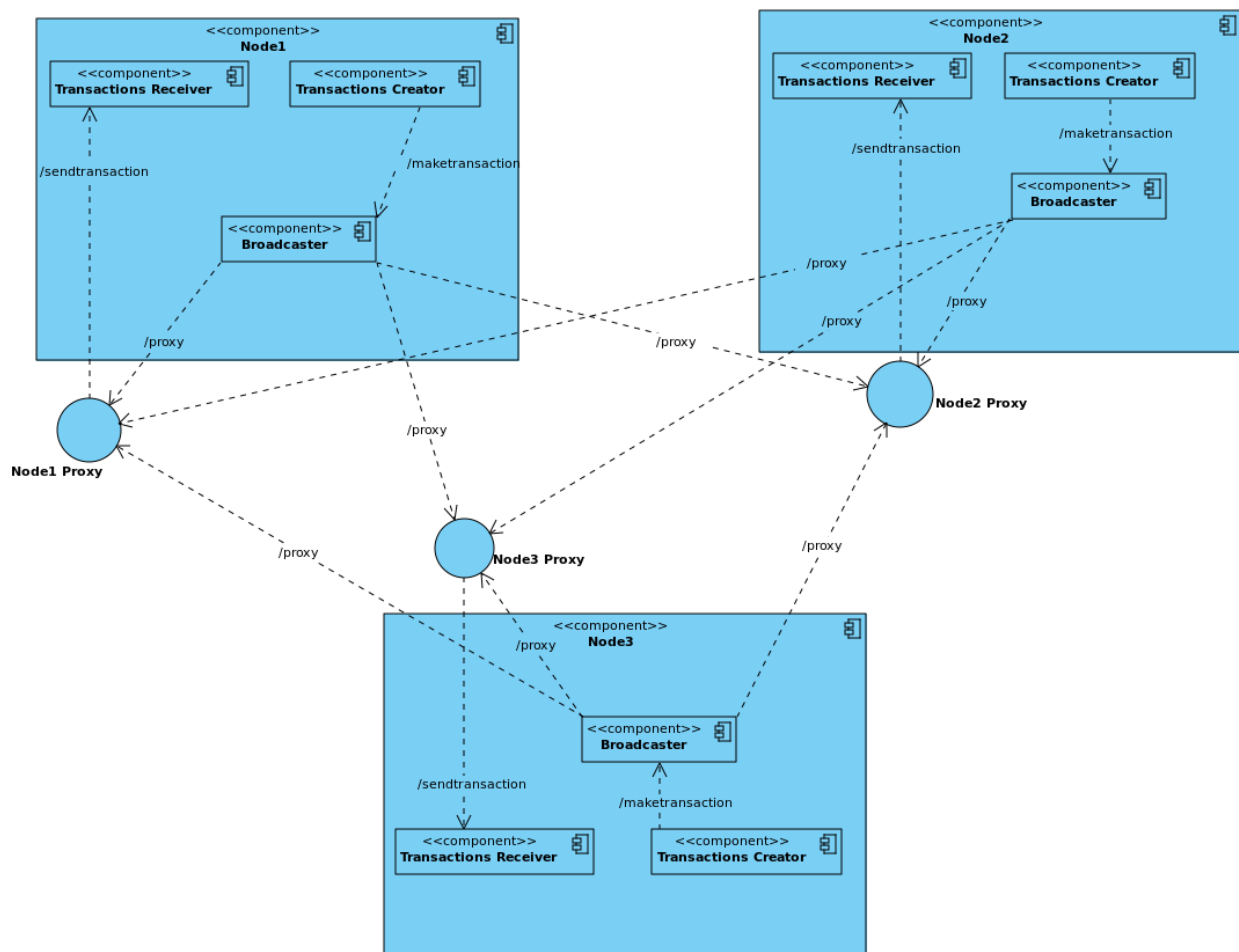 <<component>>
Node1
<<component>>
Transactions Receiver
<<component>>
Transactions Creator
/sendtransaction
/maketransaction
<<component>>
Broadcaster
/proxy
/proxy
/proxy
Node1 Proxy
<<component>>
Node2
<<component>>
Transactions Receiver
<<component>>
Transactions Creator
/sendtransaction
/maketransaction
<<component>>
Broadcaster
/proxy
/proxy
/proxy
Node2 Proxy
/proxy
/proxy
Node3 Proxy
<<component>>
Node3
/proxy
<<component>>
Broadcaster
/sendtransaction
/maketransaction
<<component>>
Transactions Receiver
<<component>>
Transactions Creator